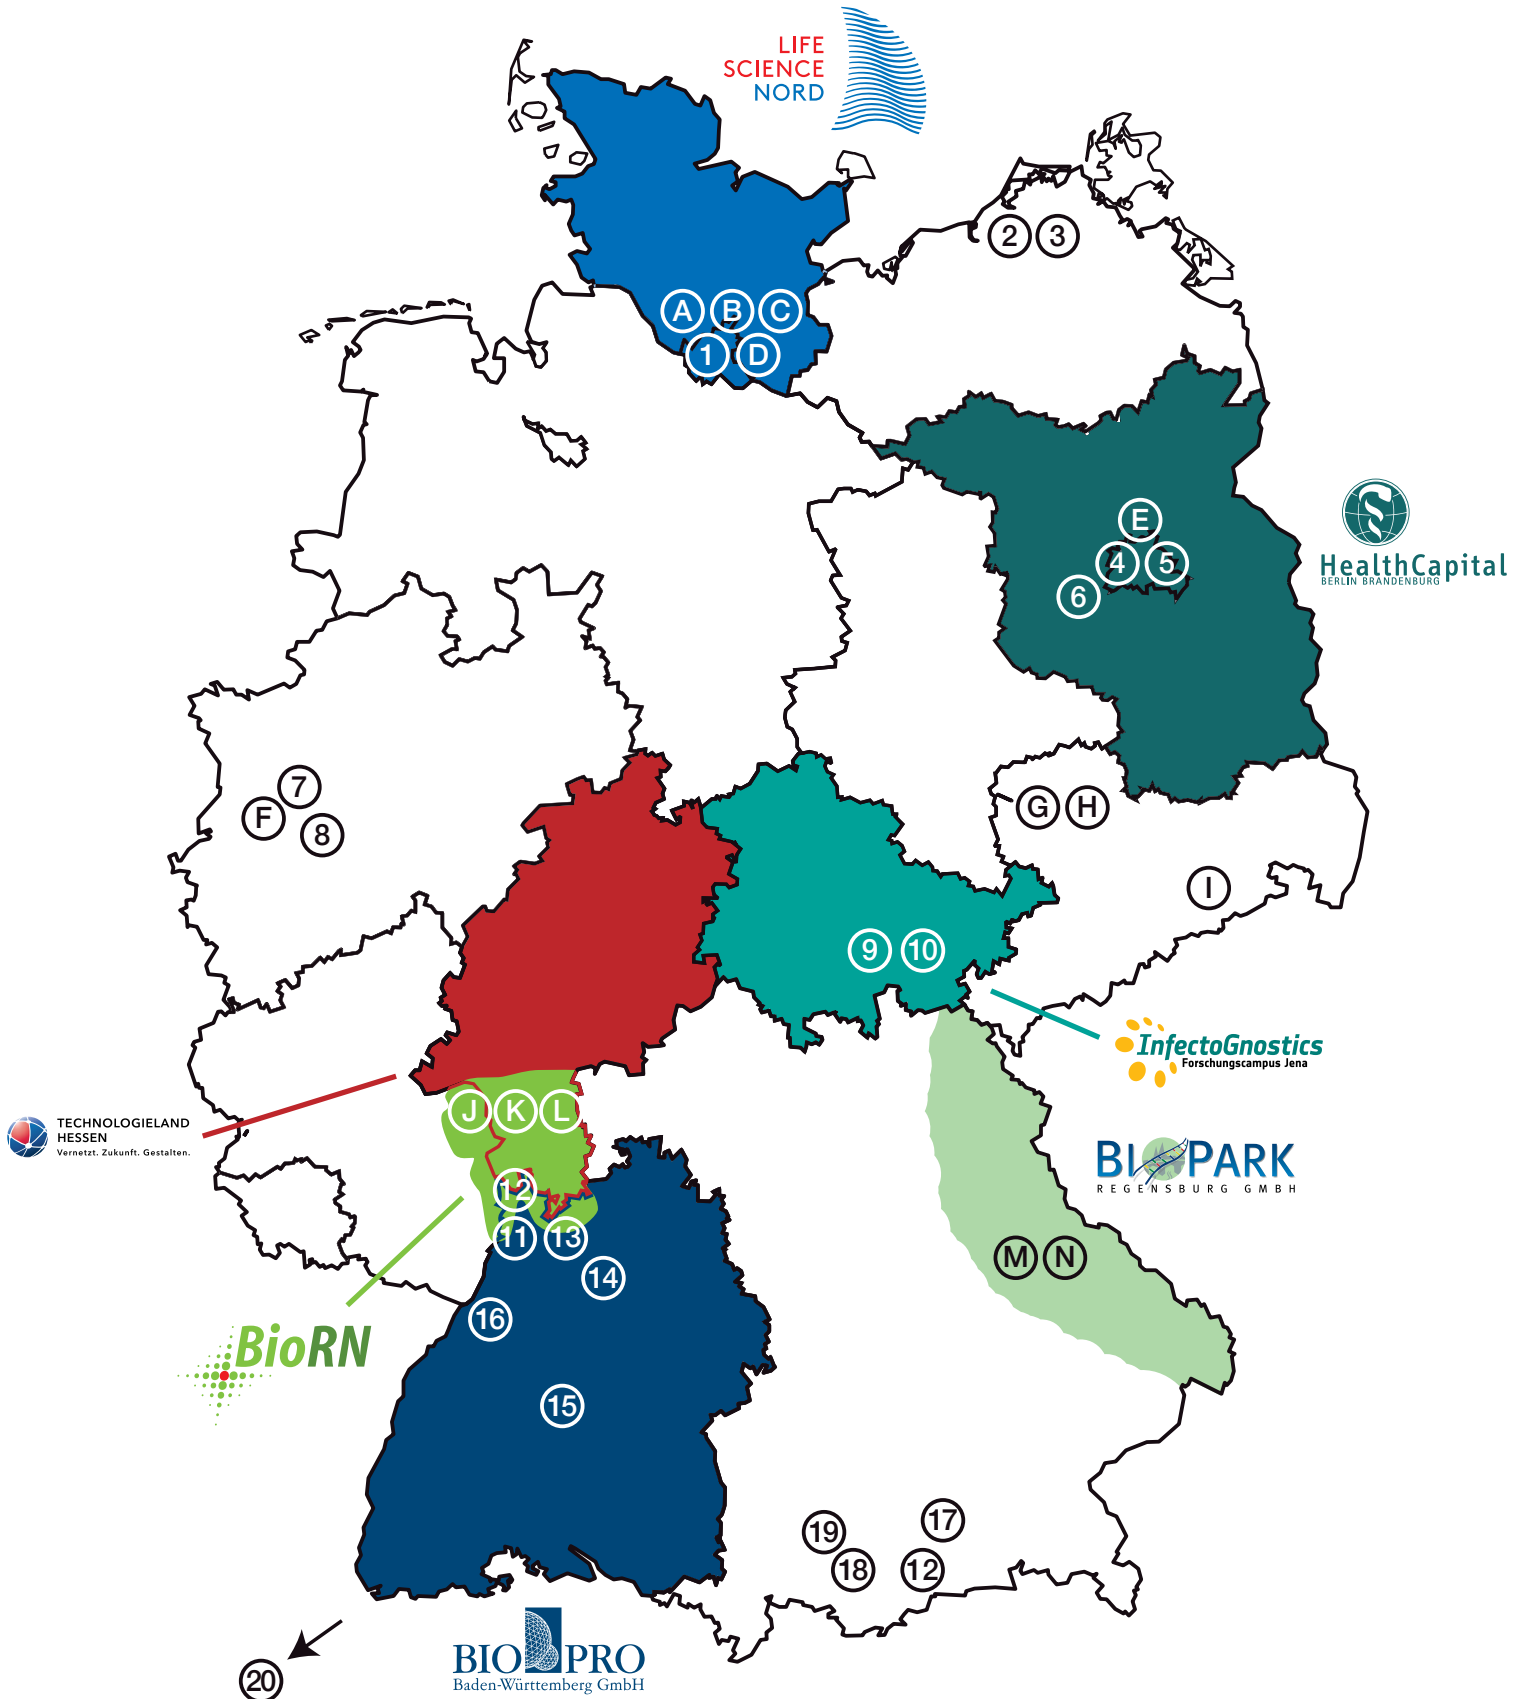 LIFE
SCIENCE
NORD
2 3
A B C
1 D
E
4 5
6
HealthCapital
BERLIN BRANDENBURG
7
F
8
G H
I
9 10
InfectoGnostics
Forschungscampus Jena
TECHNOLOGIELAND
HESSEN
Vernetzt. Zukunft. Gestalten.
J K L
BIOPARK
REGENSBURG GMBH
12
11 13
M N
14
16
BioRN
15
17
19
18 12
20
BIO PRO
Baden-Württemberg GmbH